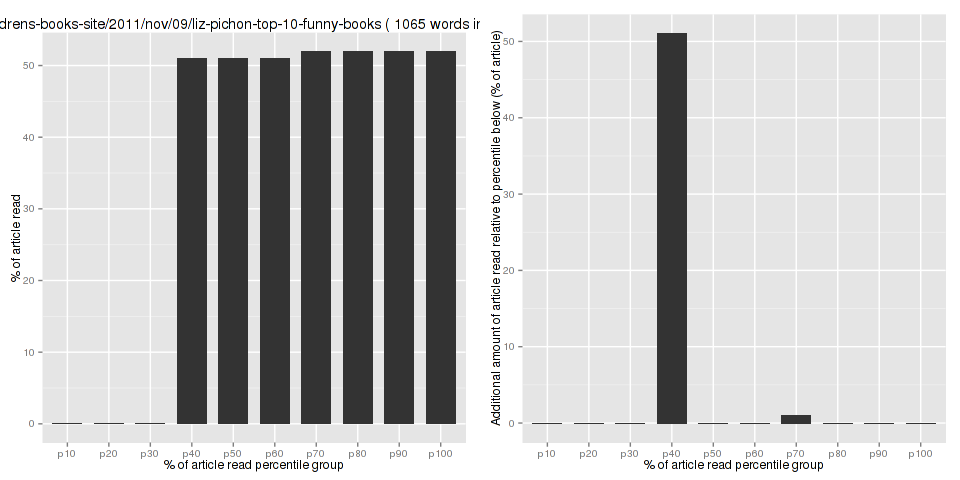 drens-books-site/2011/nov/09/liz-pichon-top-10-funny-books ( 1065 words in
% of article read
50
40
30
20
10
0
p10 p20 p30 p40 p50 p60 p70 p80 p90 p100
% of article read percentile group
Additional amount of article read relative to percentile below (% of article)
50
40
30
20
10
0
p10 p20 p30 p40 p50 p60 p70 p80 p90 p100
% of article read percentile group